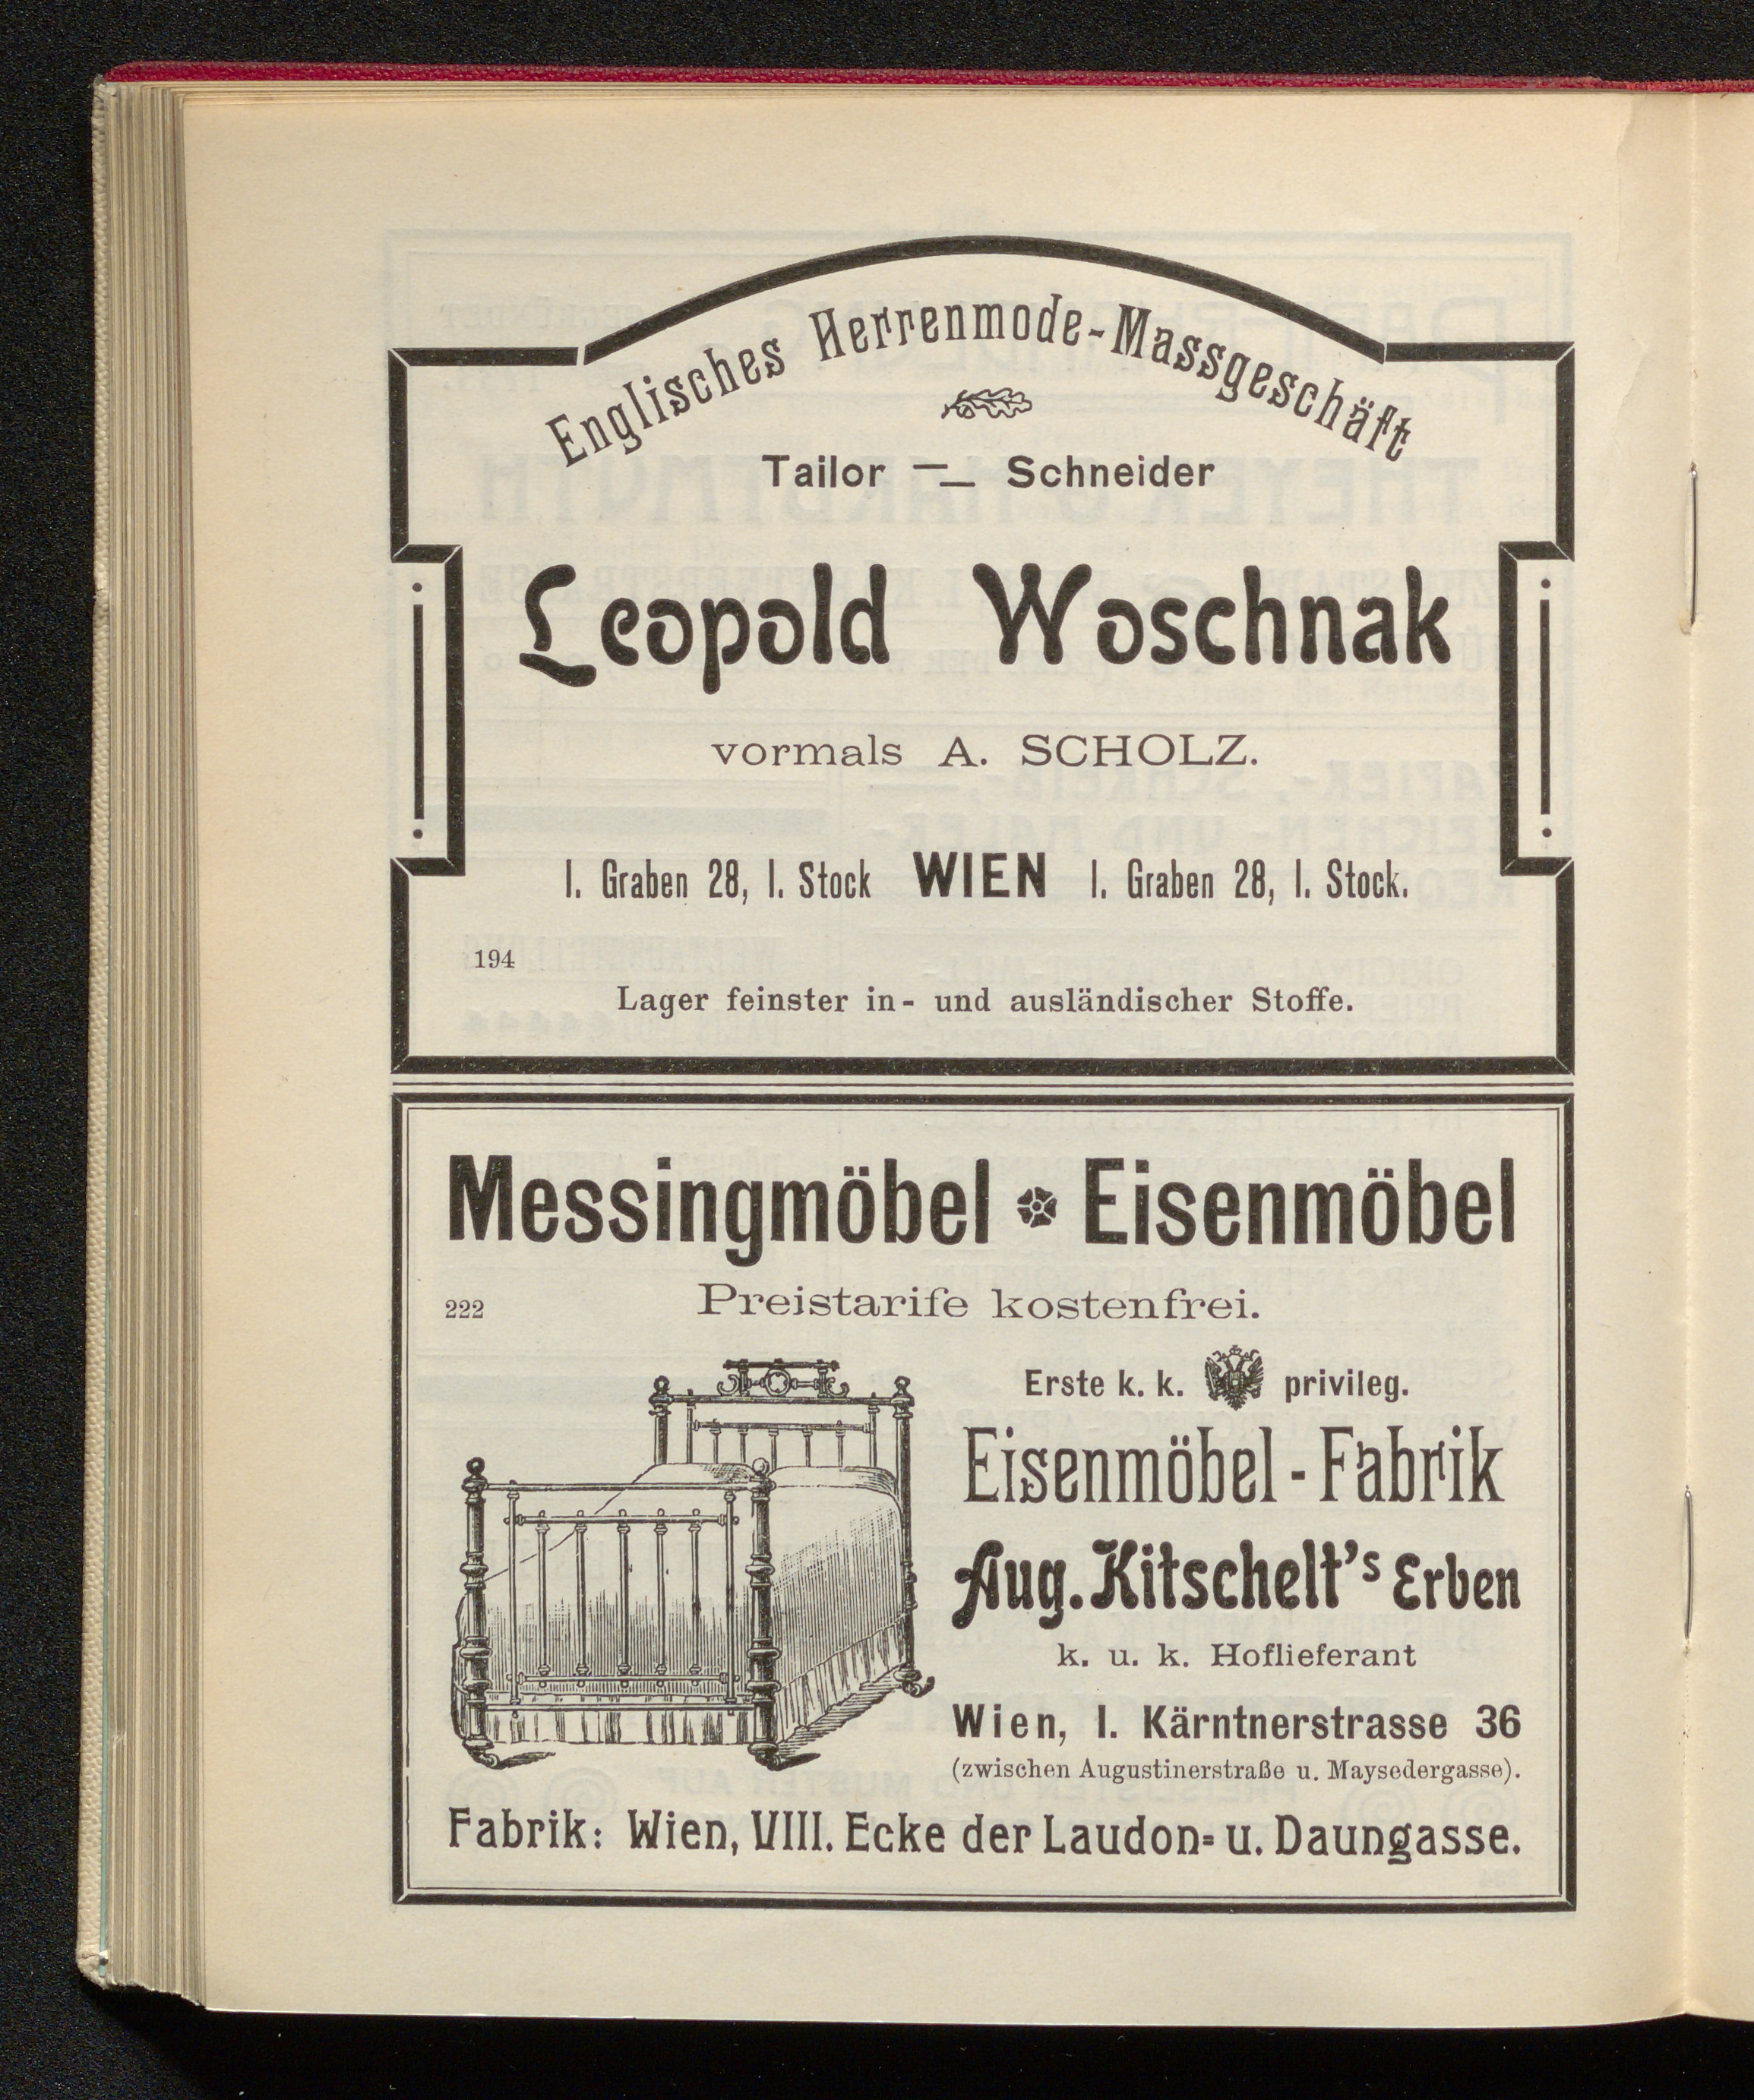 Englisches Herrenmode-Massgeschäft
Tailor — Schneider
Leopold Woschnak
vormals A. SCHOLZ.
I. Graben 28, I. Stock WIEN I. Graben 28, I. Stock.
194
Lager feinster in- und ausländischer Stoffe.
Messingmöbel Eisenmöbel
Preistarife kostenfrei.
222
Erste k. k. privileg.
Eisenmöbel-Fabrik
Aug. Kitschelt's Erben
k. u. k. Hoflieferant
Wien, I. Kärntnerstrasse 36
(zwischen Augustinerstraße u. Maysedergasse).
Fabrik: Wien, VIII. Ecke der Laudon= u. Daungasse.